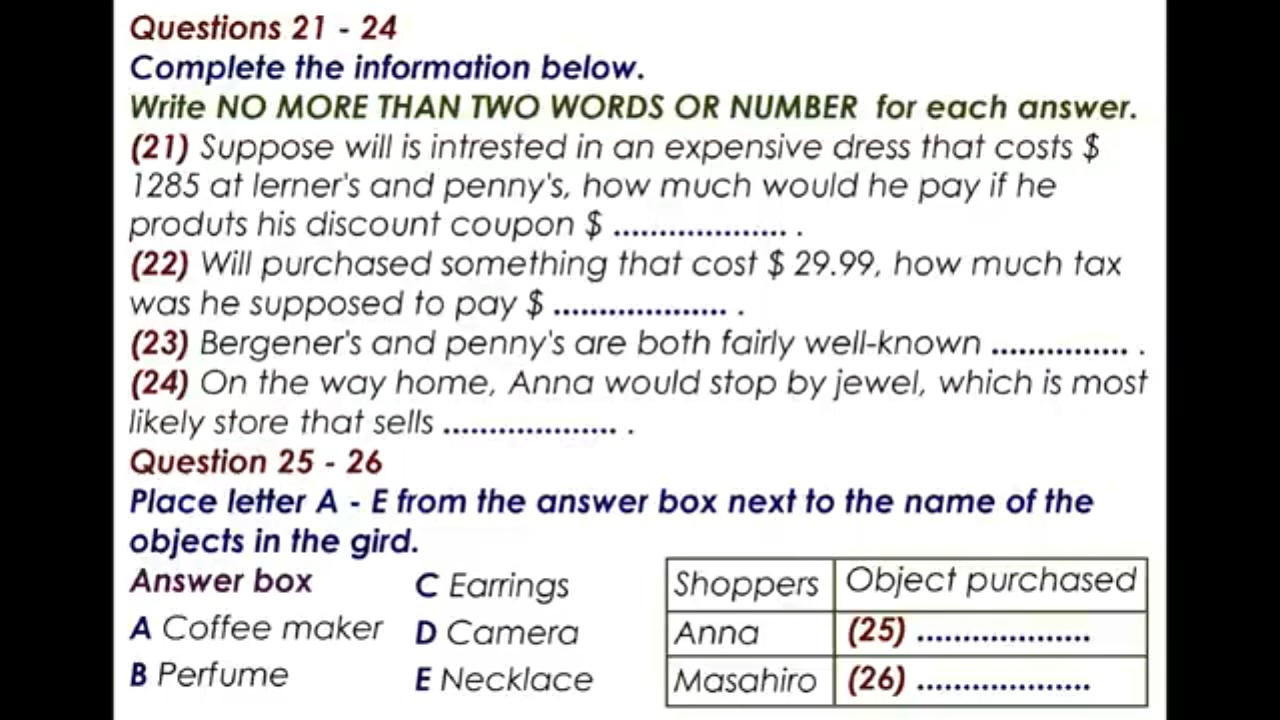 Questions 21 - 24
Complete the information below.
Write NO MORE THAN TWO WORDS OR NUMBER for each answer.
(21) Suppose will is intrested in an expensive dress that costs $
1285 at lerner's and penny's, how much would he pay if he
produts his discount coupon $ ................... .
(22) Will purchased something that cost $ 29.99, how much tax
was he supposed to pay $ ................... .
(23) Bergener's and penny's are both fairly well-known ............... .
(24) On the way home, Anna would stop by jewel, which is most
likely store that sells ................... .
Question 25 - 26
Place letter A - E from the answer box next to the name of the
objects in the gird.
Answer box
A Coffee maker
B Perfume
C Earrings
D Camera
E Necklace
Shoppers Object purchased
Anna (25) ...................
Masahiro (26) ...................